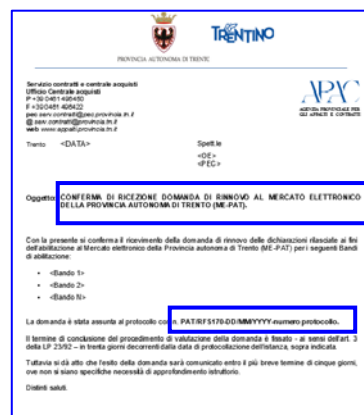 TRENTINO
PROVINCIA AUTONOMA DI TRENTO
Servizio contratti e centrale acquisti
Ufficio Centrale acquisti
P +39 0461 496450
F +39 0461 496422
pec serv.contratti@pec.provincia.tn.it
@ serv.contratti@provincia.tn.it
web www.appalti.provincia.tn.it
APAC
AGENZIA PROVINCIALE PER
GLI APPALTI E CONTRATTI
Trento <DATA>
Spett.le
<OE>
<PEC>
Oggetto: CONFERMA DI RICEZIONE DOMANDA DI RINNOVO AL MERCATO ELETTRONICO
DELLA PROVINCIA AUTONOMA DI TRENTO (ME-PAT).
Con la presente si conferma il ricevimento della domanda di rinnovo delle dichiarazioni rilasciate ai fini
dell'abilitazione al Mercato elettronico della Provincia autonoma di Trento (ME-PAT) per i seguenti Bandi
di abilitazione:
• <Bando 1>
• <Bando 2>
• <Bando N>
La domanda è stata assunta al protocollo con n. PAT/RFS170-DD/MM/YYYY-numero protocollo.
Il termine di conclusione del procedimento di valutazione della domanda è fissato - ai sensi dell'art. 3
della LP 23/92 – in trenta giorni decorrenti dalla data di protocollazione dell'istanza, sopra indicata.
Tuttavia si dà atto che l'esito della domanda sarà comunicato entro il più breve termine di cinque giorni,
ove non si siano specifiche necessità di approfondimento istruttorio.
Distinti saluti.